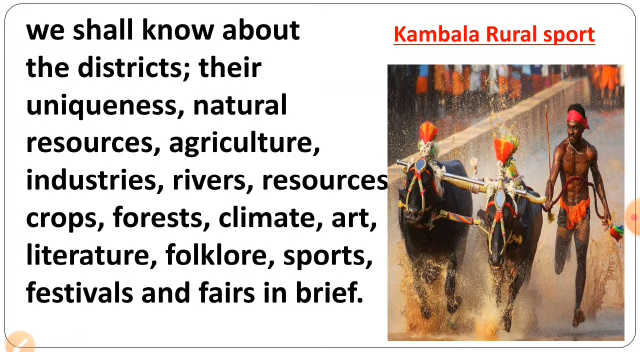 we shall know about
the districts; their
uniqueness, natural
resources, agriculture,
industries, rivers, resources
crops, forests, climate, art,
literature, folklore, sports,
festivals and fairs in brief.
Kambala Rural sport